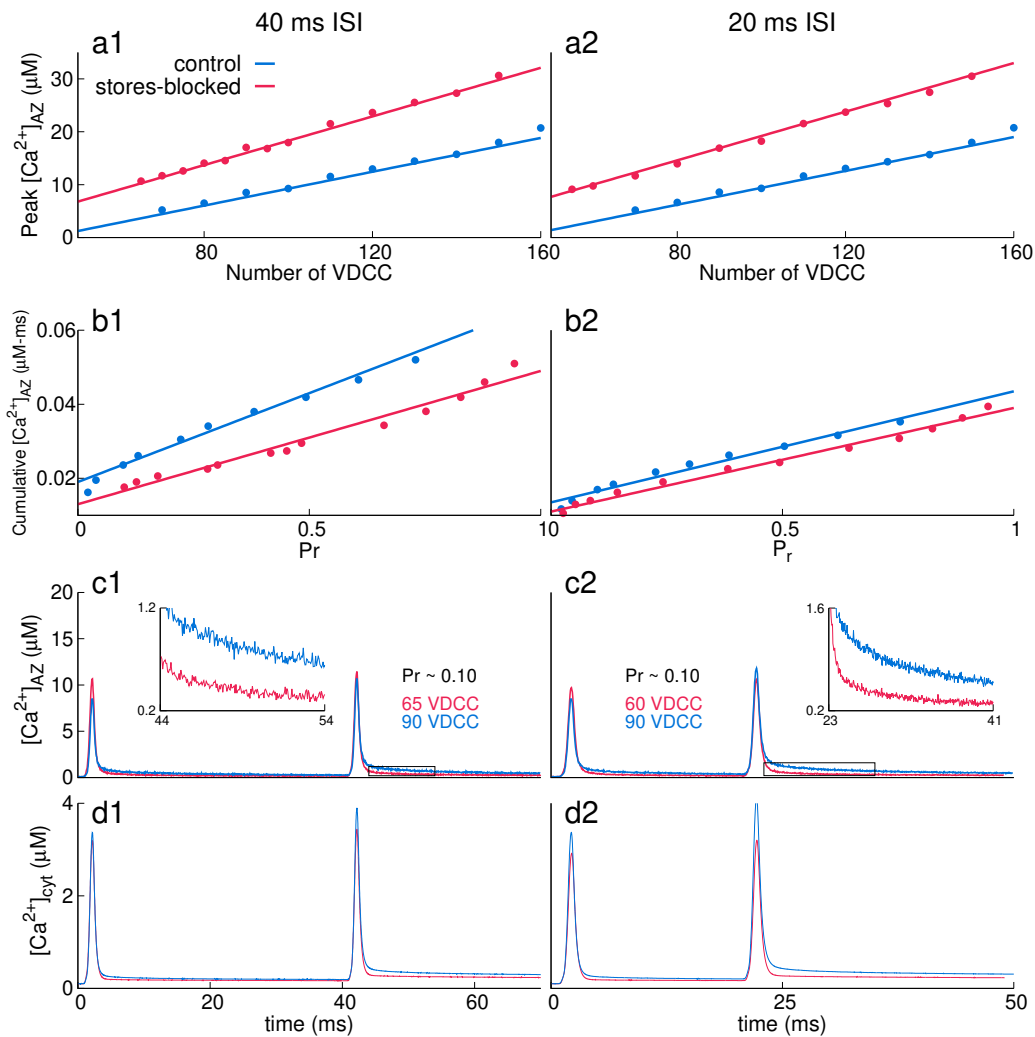 40 ms ISI
20 ms ISI
a1
a2
control
stores-blocked
Peak [Ca2+]AZ (μM)
30
20
10
0
80
120
160
80
120
160
Number of VDCC
Number of VDCC
b1
b2
Cumulative [Ca2+]AZ (μM-ms)
0.06
0.04
0.02
0
0.5
1
0
0.5
1
Pr
Pr
c1
c2
[Ca2+]AZ (μM)
20
15
10
5
0
1.2
0.2
44
54
Pr ~ 0.10
65 VDCC
90 VDCC
1.6
0.2
23
41
Pr ~ 0.10
60 VDCC
90 VDCC
d1
d2
[Ca2+]cyt (μM)
4
2
0
0
20
40
60
0
25
50
time (ms)
time (ms)